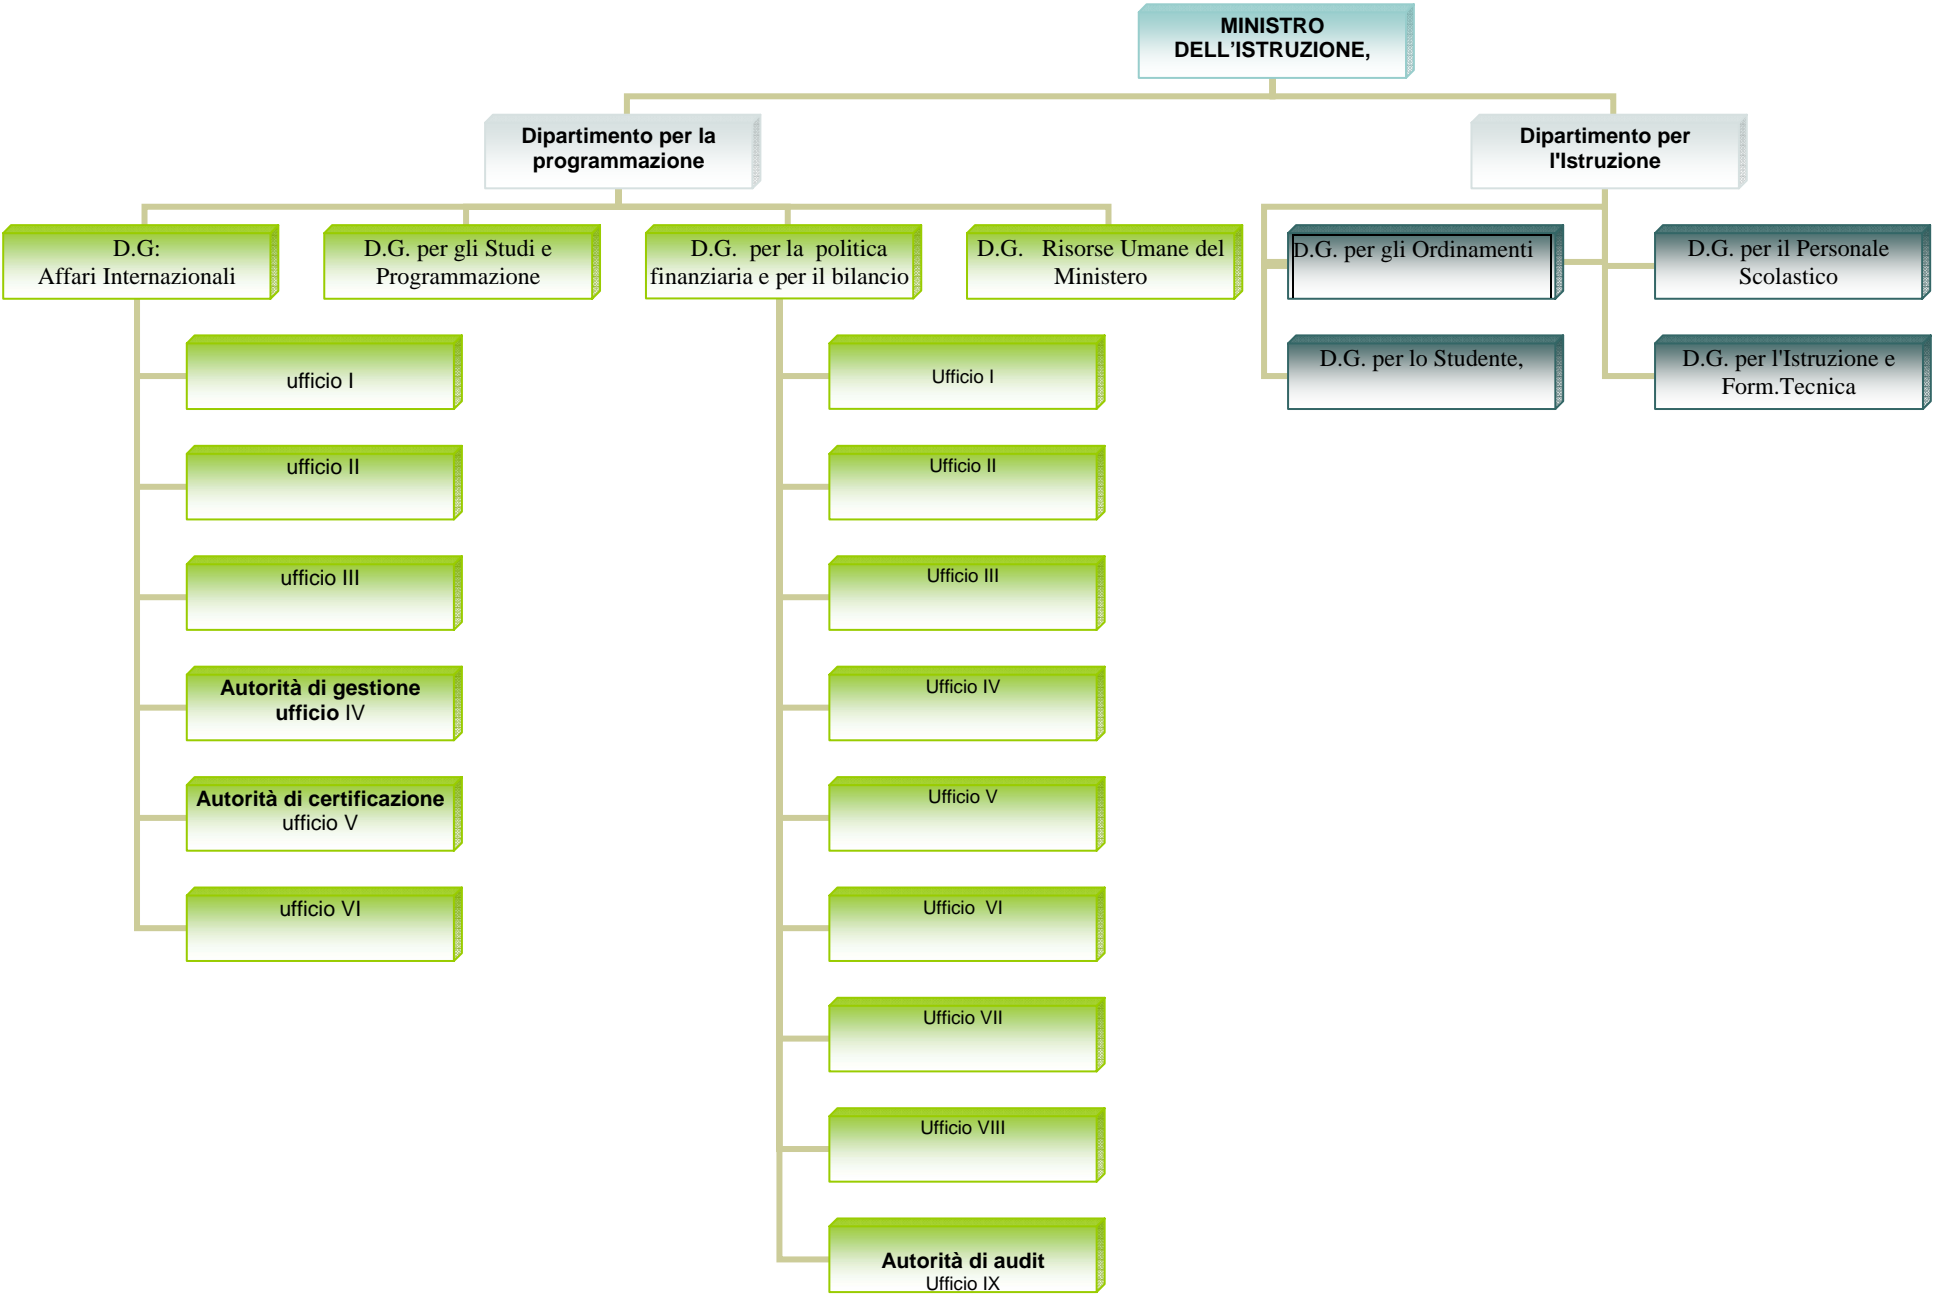 MINISTRO
DELL'ISTRUZIONE,
Dipartimento per la
programmazione
Dipartimento per
l'Istruzione
D.G:
Affari Internazionali
D.G. per gli Studi e
Programmazione
D.G. per la politica
finanziaria e per il bilancio
D.G. Risorse Umane del
Ministero
D.G. per gli Ordinamenti
D.G. per il Personale
Scolastico
D.G. per lo Studente,
D.G. per l'Istruzione e
Form.Tecnica
ufficio I
ufficio II
ufficio III
Autorità di gestione
ufficio IV
Autorità di certificazione
ufficio V
ufficio VI
Ufficio I
Ufficio II
Ufficio III
Ufficio IV
Ufficio V
Ufficio VI
Ufficio VII
Ufficio VIII
Autorità di audit
Ufficio IX